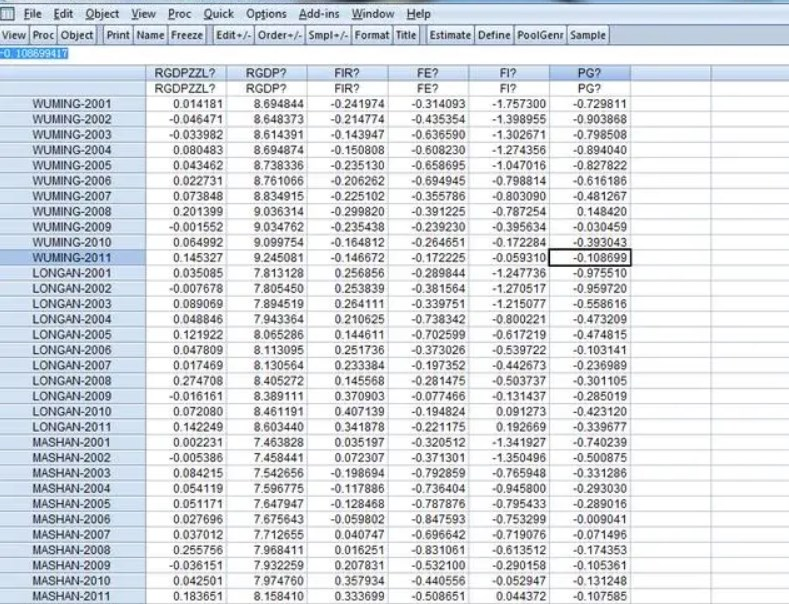 File Edit Object View Proc Quick Options Add-ins Window Help
View Proc Object Print Name Freeze Edit+/- Order+/- Smpl+/- Format Title Estimate Define PoolGenr Sample
-0.108699417
RGDPZZL? RGDP? FIR? FE? FI? PG?
RGDPZZL? RGDP? FIR? FE? FI? PG?
WUMING-2001 0.014181 8.694844 -0.241974 -0.314093 -1.757300 -0.729811
WUMING-2002 -0.046471 8.648373 -0.214774 -0.435354 -1.398955 -0.903868
WUMING-2003 -0.033982 8.614391 -0.143947 -0.636590 -1.302671 -0.798508
WUMING-2004 0.080483 8.694874 -0.150808 -0.608230 -1.274356 -0.894040
WUMING-2005 0.043462 8.738336 -0.235130 -0.658695 -1.047016 -0.827822
WUMING-2006 0.022731 8.761066 -0.206262 -0.694945 -0.798814 -0.616186
WUMING-2007 0.073848 8.834915 -0.225102 -0.355786 -0.803090 -0.481267
WUMING-2008 0.201399 9.036314 -0.299820 -0.391225 -0.787254 0.148420
WUMING-2009 -0.001552 9.034762 -0.235438 -0.239230 -0.395634 -0.030459
WUMING-2010 0.064992 9.099754 -0.164812 -0.264651 -0.172284 -0.393043
WUMING-2011 0.145327 9.245081 -0.146672 -0.172225 -0.059310 -0.108699
LONGAN-2001 0.035085 7.813128 0.256856 -0.289844 -1.247736 -0.975510
LONGAN-2002 -0.007678 7.805450 0.253839 -0.381564 -1.270517 -0.959720
LONGAN-2003 0.089069 7.894519 0.264111 -0.339751 -1.215077 -0.558616
LONGAN-2004 0.048846 7.943364 0.210625 -0.738342 -0.800221 -0.473209
LONGAN-2005 0.121922 8.065286 0.144611 -0.702599 -0.617219 -0.474815
LONGAN-2006 0.047809 8.113095 0.251736 -0.373026 -0.539722 -0.103141
LONGAN-2007 0.017469 8.130564 0.233384 -0.197352 -0.442673 -0.236989
LONGAN-2008 0.274708 8.405272 0.145568 -0.281475 -0.503737 -0.301105
LONGAN-2009 -0.016161 8.389111 0.370903 -0.077466 -0.131437 -0.285019
LONGAN-2010 0.072080 8.461191 0.407139 -0.194824 0.091273 -0.423120
LONGAN-2011 0.142249 8.603440 0.341878 -0.221175 0.192669 -0.339677
MASHAN-2001 0.002231 7.463828 0.035197 -0.320512 -1.341927 -0.740239
MASHAN-2002 -0.005386 7.458441 0.072307 -0.371301 -1.350496 -0.500875
MASHAN-2003 0.084215 7.542656 -0.198694 -0.792859 -0.765948 -0.331286
MASHAN-2004 0.054119 7.596775 -0.117886 -0.736404 -0.945800 -0.293030
MASHAN-2005 0.051171 7.647947 -0.128468 -0.787876 -0.795433 -0.289016
MASHAN-2006 0.027696 7.675643 -0.059802 -0.847593 -0.753299 -0.009041
MASHAN-2007 0.037012 7.712655 0.040747 -0.696642 -0.719076 -0.071496
MASHAN-2008 0.255756 7.968411 0.016251 -0.831061 -0.613512 -0.174353
MASHAN-2009 -0.036151 7.932259 0.207831 -0.532100 -0.290158 -0.105361
MASHAN-2010 0.042501 7.974760 0.357934 -0.440556 -0.052947 -0.131248
MASHAN-2011 0.183651 8.158410 0.333699 -0.508651 0.044372 -0.107585